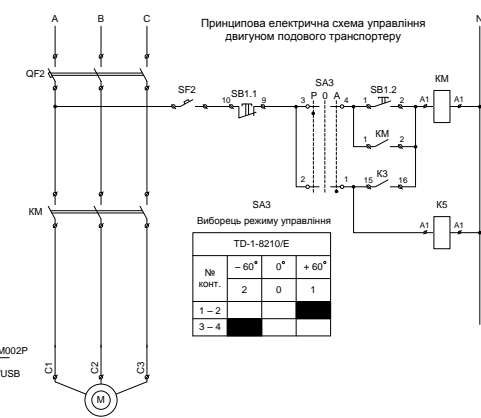 A B C
Принципова електрична схема управління
двигуном подового транспортеру
N
QF2
SF2
SB1.1
10 9
SA3
P 0 A
3 4
SB1.2
1 2
KM
A1 A1
KM
1 2
K3
2 1 15 16
K5
A1 A1
KM
SA3
Виборець режиму управління
TD-1-8210/E
№
конт.
– 60° 0° + 60°
2 0 1
1 – 2
3 – 4
M002P
/USB
C1 C2 C3
M